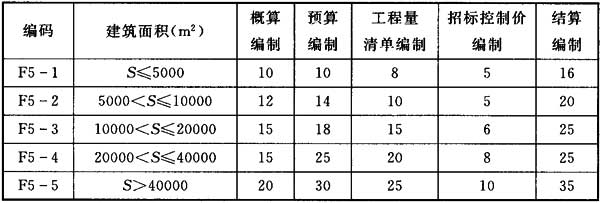 编码 建筑面积(m²) 概算编制 预算编制 工程量清单编制 招标控制价编制 结算编制
F5-1 S≤5000 10 10 8 5 16
F5-2 5000<S≤10000 12 14 10 5 20
F5-3 10000<S≤20000 15 18 15 6 25
F5-4 20000<S≤40000 15 25 20 8 25
F5-5 S>40000 20 30 25 10 35